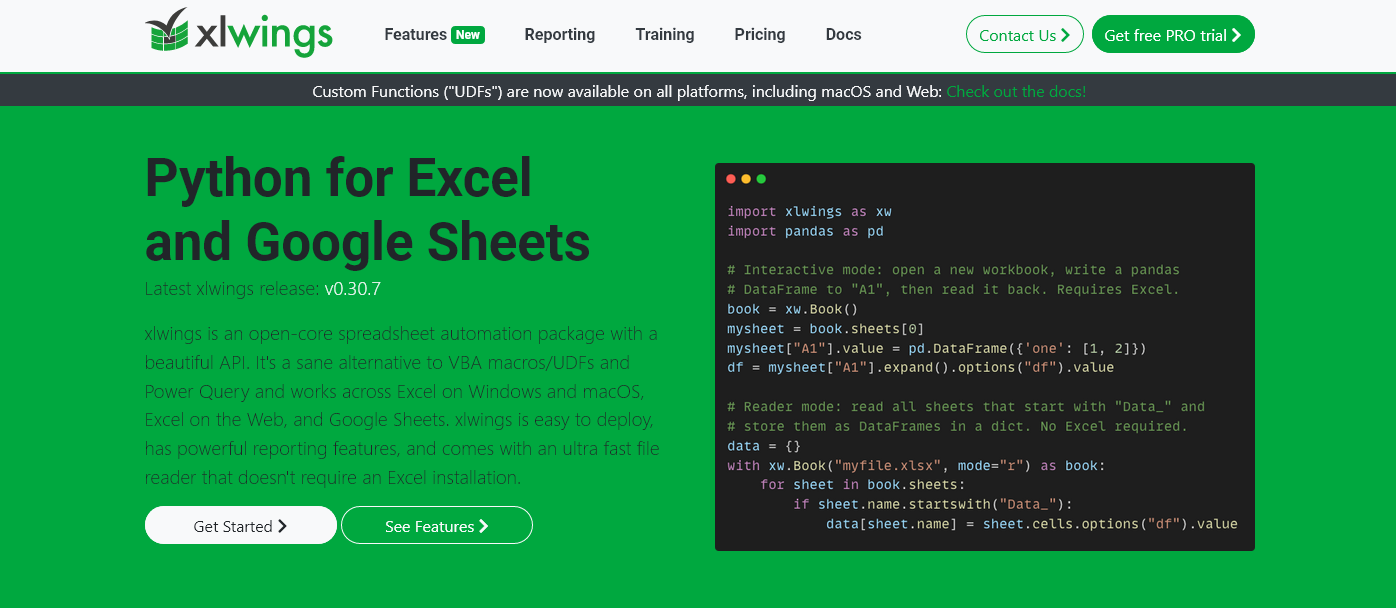 xlwings
Features New
Reporting
Training
Pricing
Docs
Contact Us
Get free PRO trial
Custom Functions ("UDFs") are now available on all platforms, including macOS and Web: Check out the docs!
Python for Excel
and Google Sheets
Latest xlwings release: v0.30.7
xlwings is an open-core spreadsheet automation package with a
beautiful API. It's a sane alternative to VBA macros/UDFs and
Power Query and works across Excel on Windows and macOS,
Excel on the Web, and Google Sheets. xlwings is easy to deploy,
has powerful reporting features, and comes with an ultra fast file
reader that doesn't require an Excel installation.
Get Started
See Features
import xlwings as xw
import pandas as pd
# Interactive mode: open a new workbook, write a pandas
# DataFrame to "A1", then read it back. Requires Excel.
book = xw.Book()
mysheet = book.sheets[0]
mysheet["A1"].value = pd.DataFrame({'one': [1, 2]})
df = mysheet["A1"].expand().options("df").value
# Reader mode: read all sheets that start with "Data_" and
# store them as DataFrames in a dict. No Excel required.
data = {}
with xw.Book("myfile.xlsx", mode="r") as book:
    for sheet in book.sheets:
        if sheet.name.startswith("Data_"):
            data[sheet.name] = sheet.cells.options("df").value